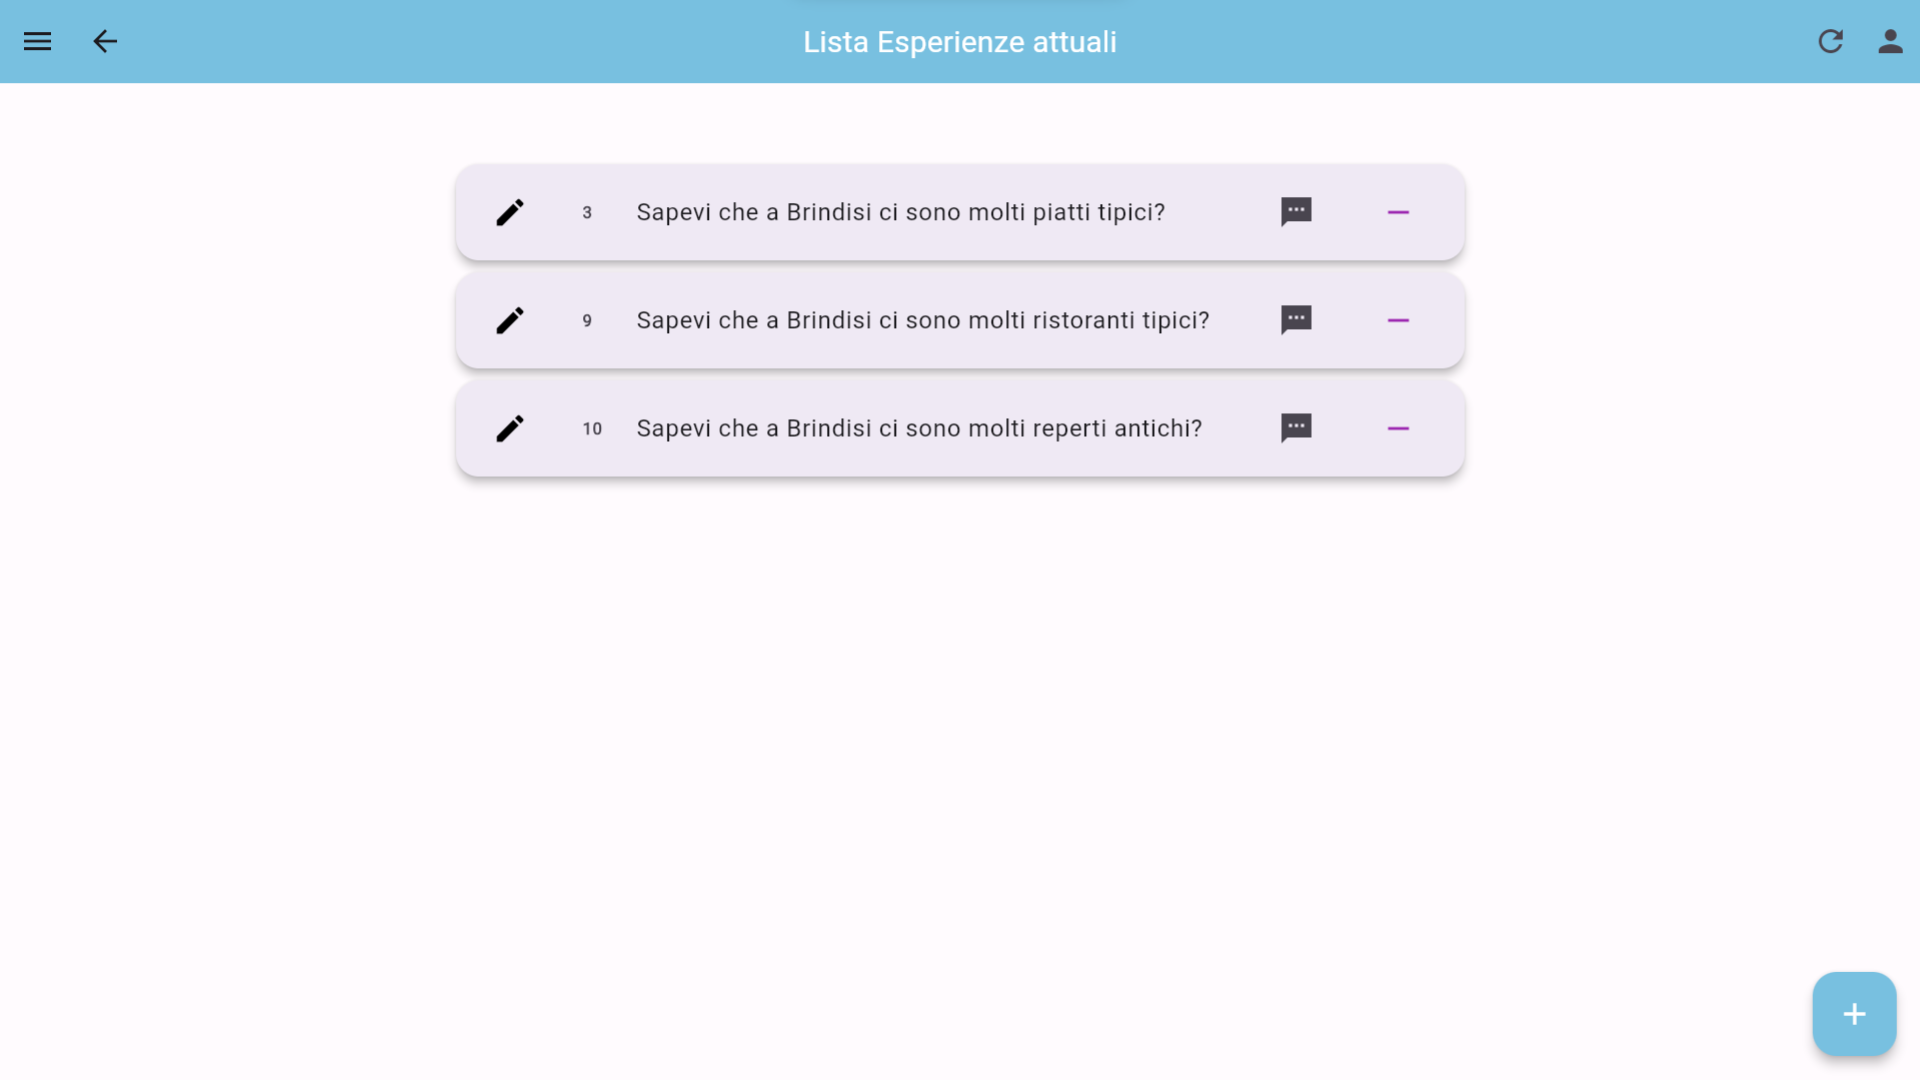 Lista Esperienze attuali
3 Sapevi che a Brindisi ci sono molti piatti tipici?
9 Sapevi che a Brindisi ci sono molti ristoranti tipici?
10 Sapevi che a Brindisi ci sono molti reperti antichi?